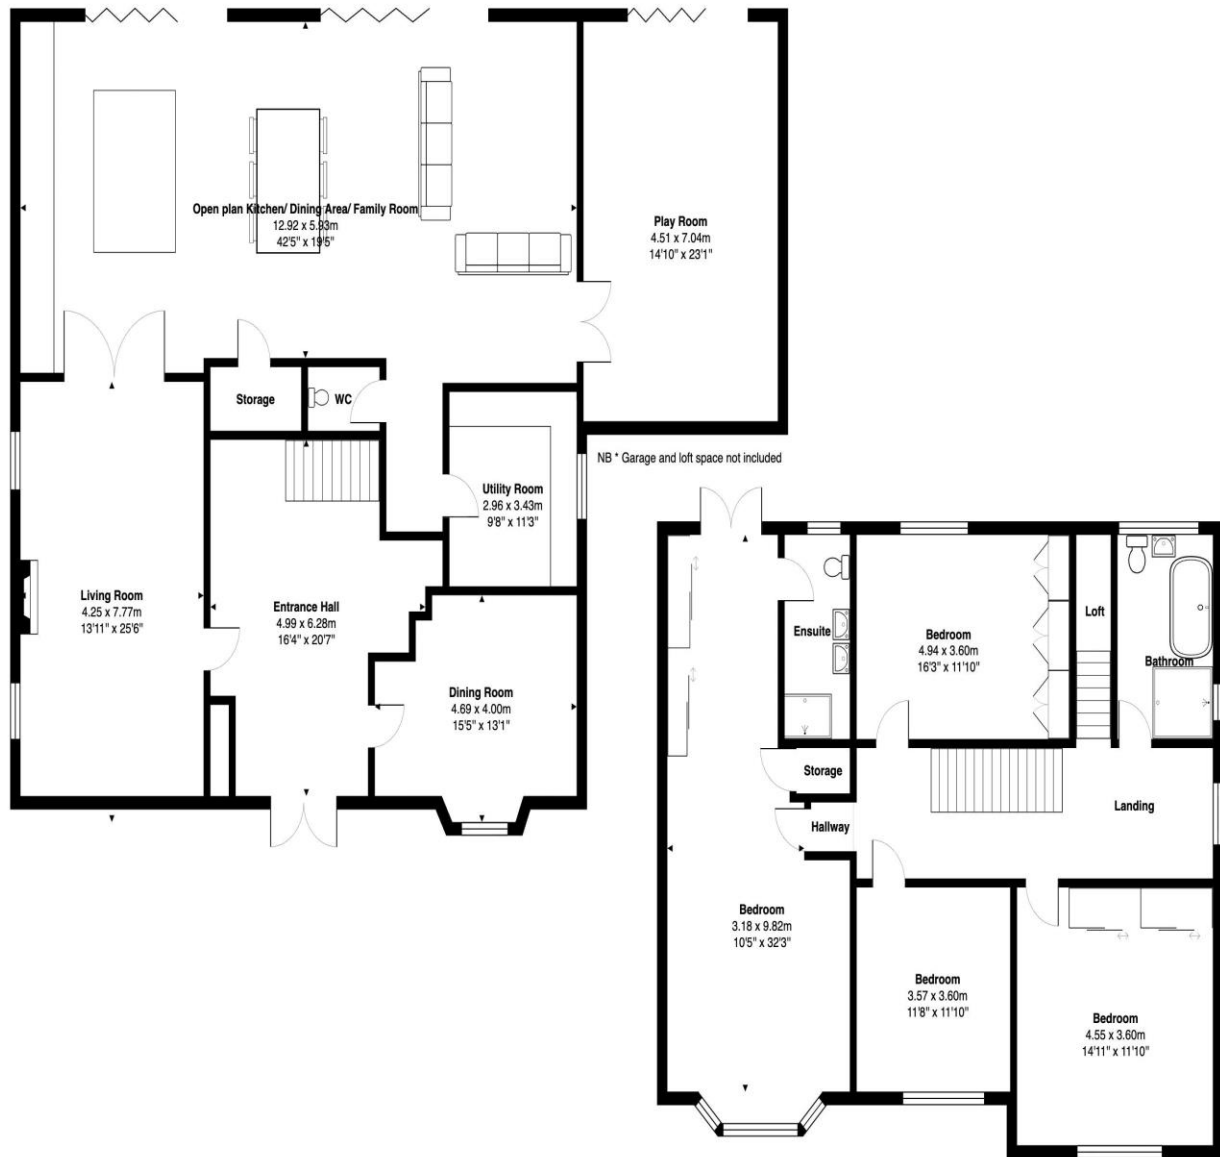 Open plan Kitchen/ Dining Area/ Family Room
12.92 x 5.93m
42'5" x 19'5"
Play Room
4.51 x 7.04m
14'10" x 23'1"
Storage
WC
NB * Garage and loft space not included
Utility Room
2.96 x 3.43m
9'8" x 11'3"
Living Room
4.25 x 7.77m
13'11" x 25'6"
Entrance Hall
4.99 x 6.28m
16'4" x 20'7"
Dining Room
4.69 x 4.00m
15'5" x 13'1"
Ensuite
Bedroom
4.94 x 3.60m
16'3" x 11'10"
Loft
Bathroom
Storage
Hallway
Landing
Bedroom
3.18 x 9.82m
10'5" x 32'3"
Bedroom
3.57 x 3.60m
11'8" x 11'10"
Bedroom
4.55 x 3.60m
14'11" x 11'10"